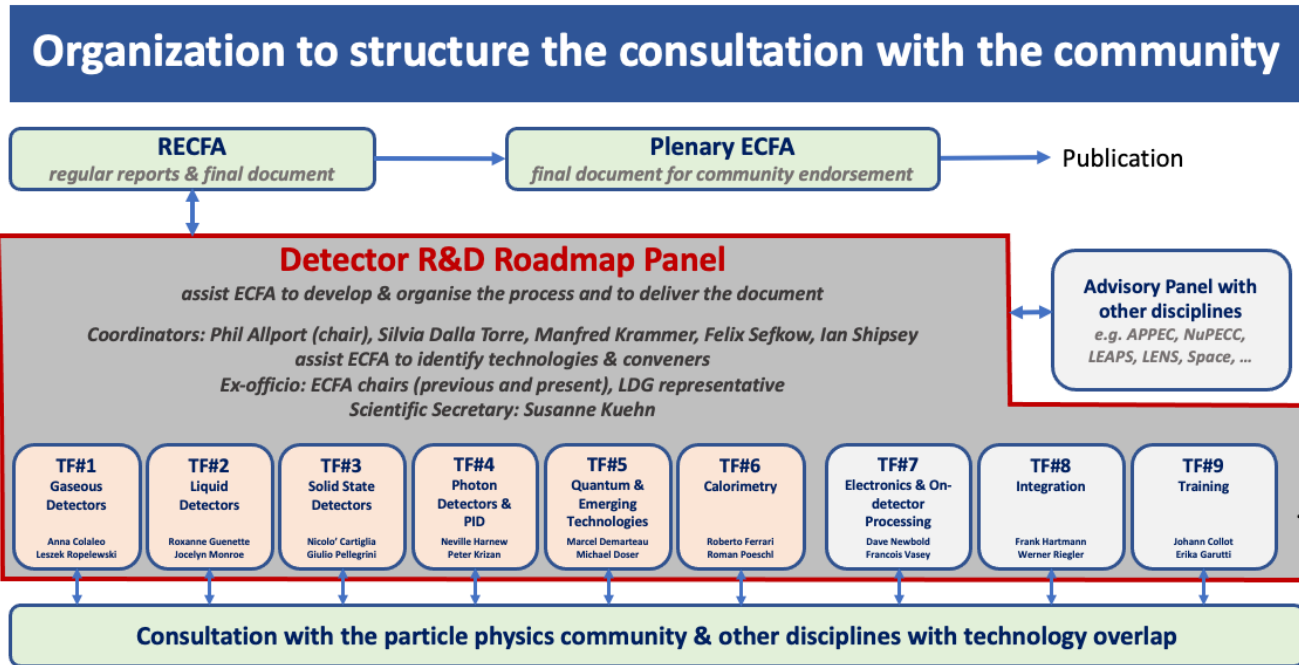 Organization to structure the consultation with the community
RECFA
regular reports & final document
Plenary ECFA
final document for community endorsement
Publication
Detector R&D Roadmap Panel
assist ECFA to develop & organise the process and to deliver the document
Coordinators: Phil Allport (chair), Silvia Dalla Torre, Manfred Krammer, Felix Sefkow, Ian Shipsey
assist ECFA to identify technologies & conveners
Ex-officio: ECFA chairs (previous and present), LDG representative
Scientific Secretary: Susanne Kuehn
Advisory Panel with
other disciplines
e.g. APPEC, NuPECC,
LEAPS, LENS, Space, …
TF#1
Gaseous
Detectors
Anna Colaleo
Leszek Ropelewski
TF#2
Liquid
Detectors
Roxanne Guenette
Jocelyn Monroe
TF#3
Solid State
Detectors
Nicolo' Cartiglia
Giulio Pellegrini
TF#4
Photon
Detectors &
PID
Neville Harnew
Peter Krizan
TF#5
Quantum &
Emerging
Technologies
Marcel Demarteau
Michael Doser
TF#6
Calorimetry
Roberto Ferrari
Roman Poeschl
TF#7
Electronics & On-
detector
Processing
Dave Newbold
Francois Vasey
TF#8
Integration
Frank Hartmann
Werner Riegler
TF#9
Training
Johann Collot
Erika Garutti
Consultation with the particle physics community & other disciplines with technology overlap